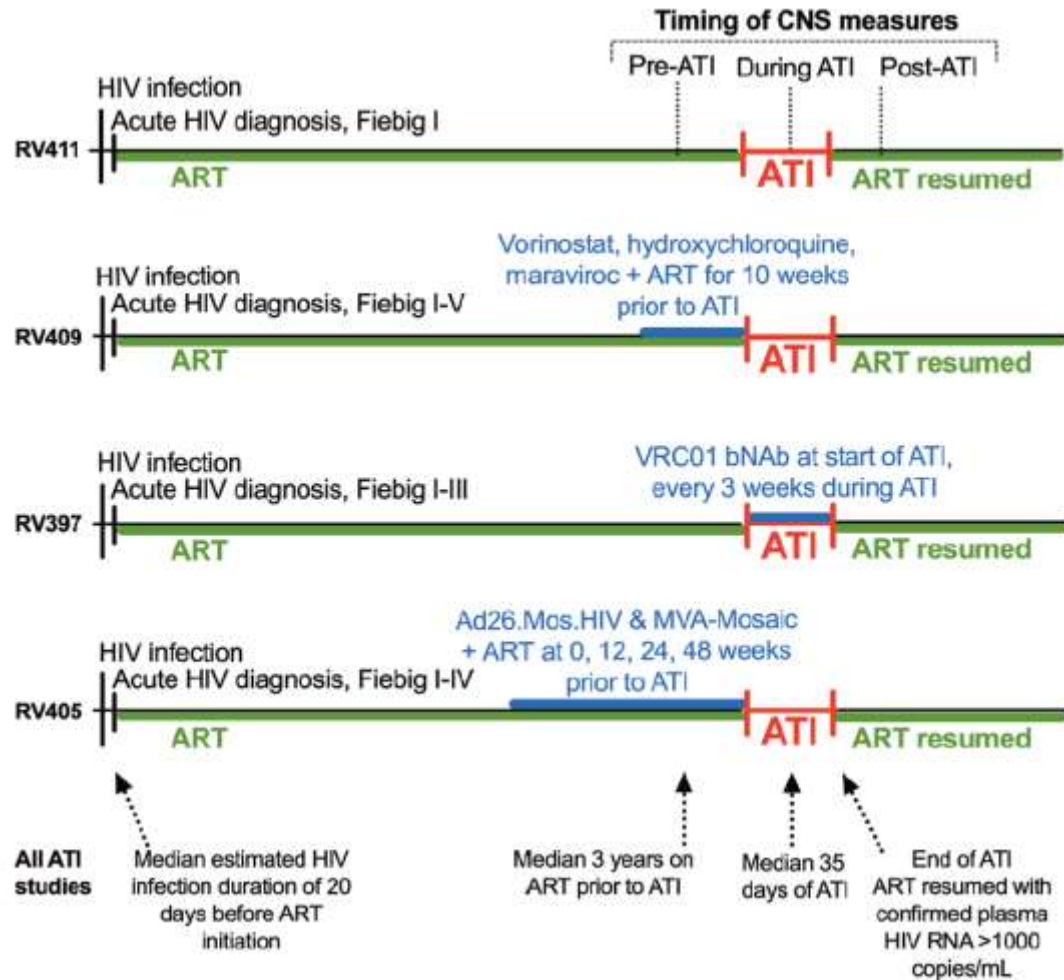 Timing of CNS measures
Pre-ATI During ATI Post-ATI
HIV infection
Acute HIV diagnosis, Fiebig I
RV411
ART
ATI
ART resumed
Vorinostat, hydroxychloroquine,
maraviroc + ART for 10 weeks
prior to ATI
HIV infection
Acute HIV diagnosis, Fiebig I-V
RV409
ART
ATI
ART resumed
VRC01 bNAb at start of ATI,
every 3 weeks during ATI
HIV infection
Acute HIV diagnosis, Fiebig I-III
RV397
ART
ATI
ART resumed
Ad26.Mos.HIV & MVA-Mosaic
+ ART at 0, 12, 24, 48 weeks
prior to ATI
HIV infection
Acute HIV diagnosis, Fiebig I-IV
RV405
ART
ATI
ART resumed
All ATI
studies
Median estimated HIV
infection duration of 20
days before ART
initiation
Median 3 years on
ART prior to ATI
Median 35
days of ATI
End of ATI
ART resumed with
confirmed plasma
HIV RNA >1000
copies/mL